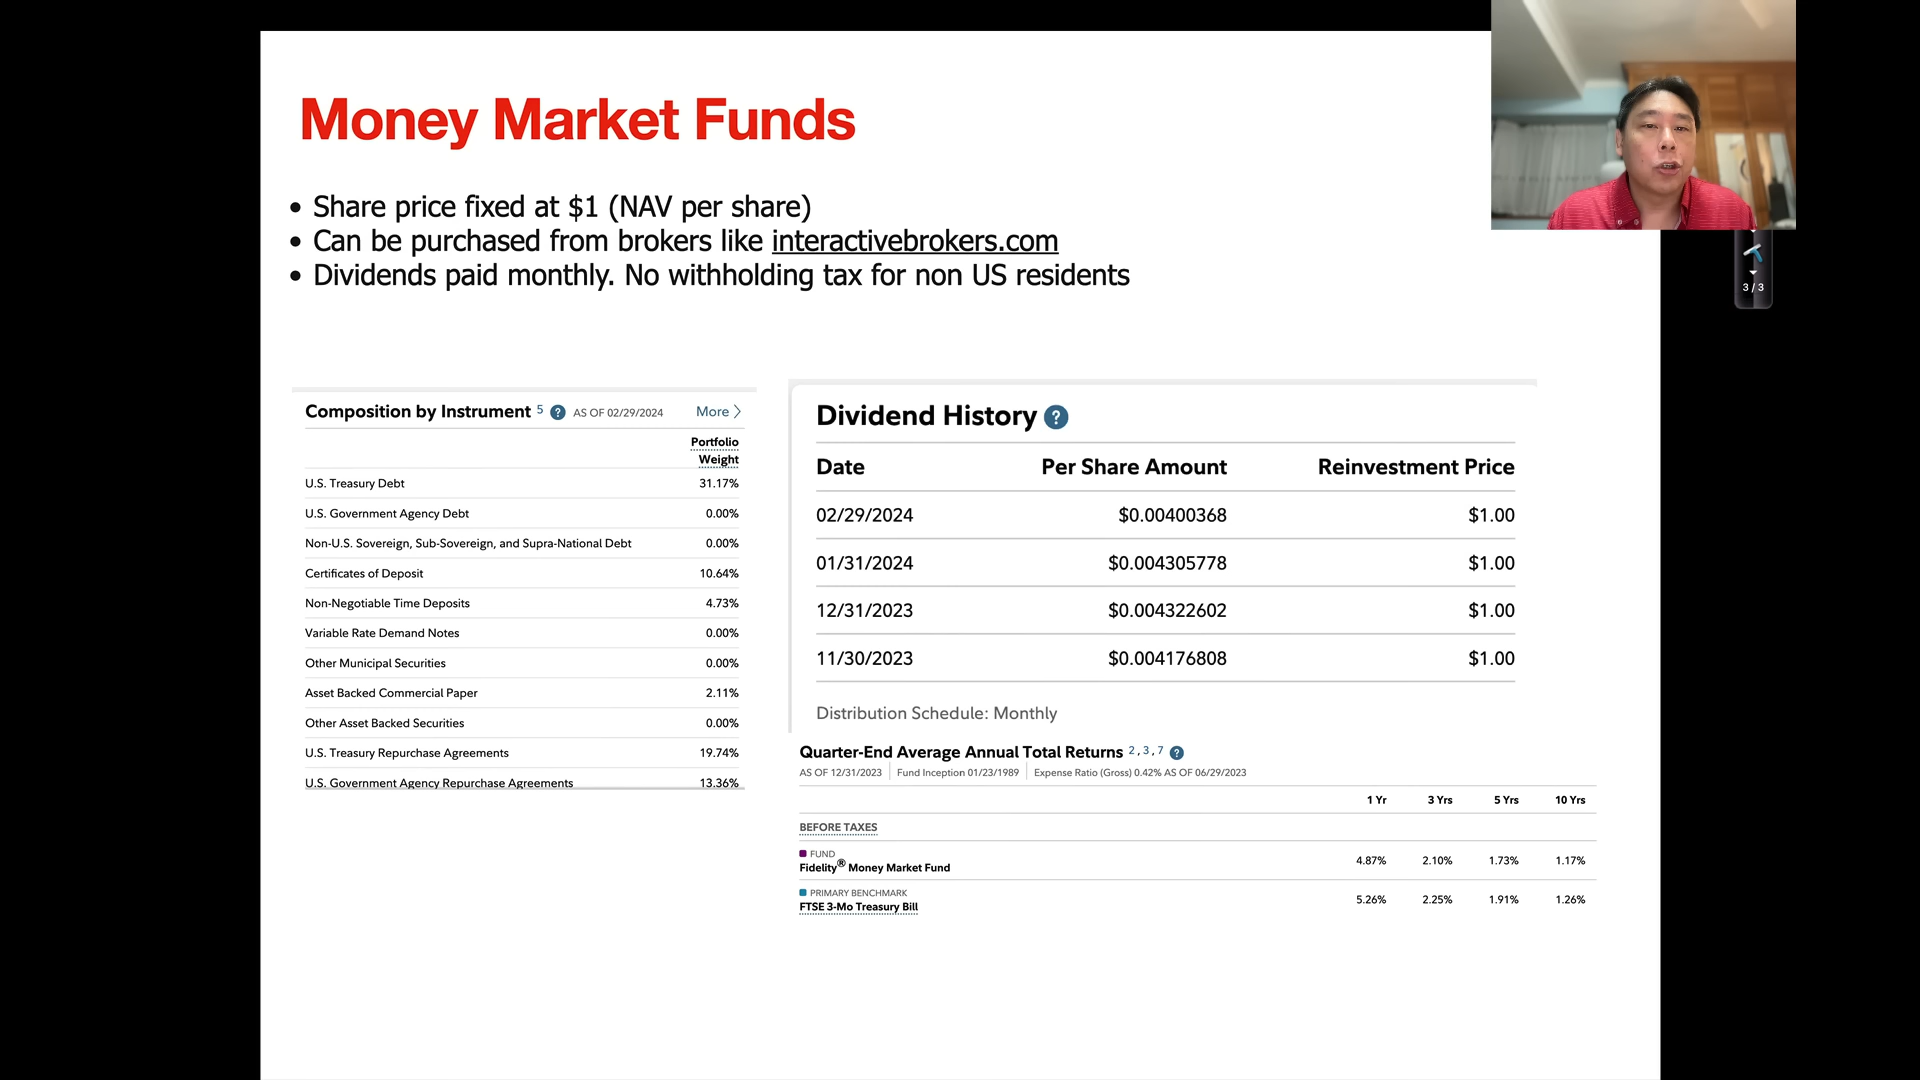 Money Market Funds
• Share price fixed at $1 (NAV per share)
• Can be purchased from brokers like interactivebrokers.com
• Dividends paid monthly. No withholding tax for non US residents
3 / 3
Composition by Instrument 5 ? AS OF 02/29/2024 More >
Portfolio
Weight
U.S. Treasury Debt 31.17%
U.S. Government Agency Debt 0.00%
Non-U.S. Sovereign, Sub-Sovereign, and Supra-National Debt 0.00%
Certificates of Deposit 10.64%
Non-Negotiable Time Deposits 4.73%
Variable Rate Demand Notes 0.00%
Other Municipal Securities 0.00%
Asset Backed Commercial Paper 2.11%
Other Asset Backed Securities 0.00%
U.S. Treasury Repurchase Agreements 19.74%
U.S. Government Agency Repurchase Agreements 13.36%
Dividend History ?
Date Per Share Amount Reinvestment Price
02/29/2024 $0.00400368 $1.00
01/31/2024 $0.004305778 $1.00
12/31/2023 $0.004322602 $1.00
11/30/2023 $0.004176808 $1.00
Distribution Schedule: Monthly
Quarter-End Average Annual Total Returns 2,3,7 ?
AS OF 12/31/2023 | Fund Inception 01/23/1989 | Expense Ratio (Gross) 0.42% AS OF 06/29/2023
1 Yr 3 Yrs 5 Yrs 10 Yrs
BEFORE TAXES
FUND
Fidelity® Money Market Fund 4.87% 2.10% 1.73% 1.17%
PRIMARY BENCHMARK
FTSE 3-Mo Treasury Bill 5.26% 2.25% 1.91% 1.26%